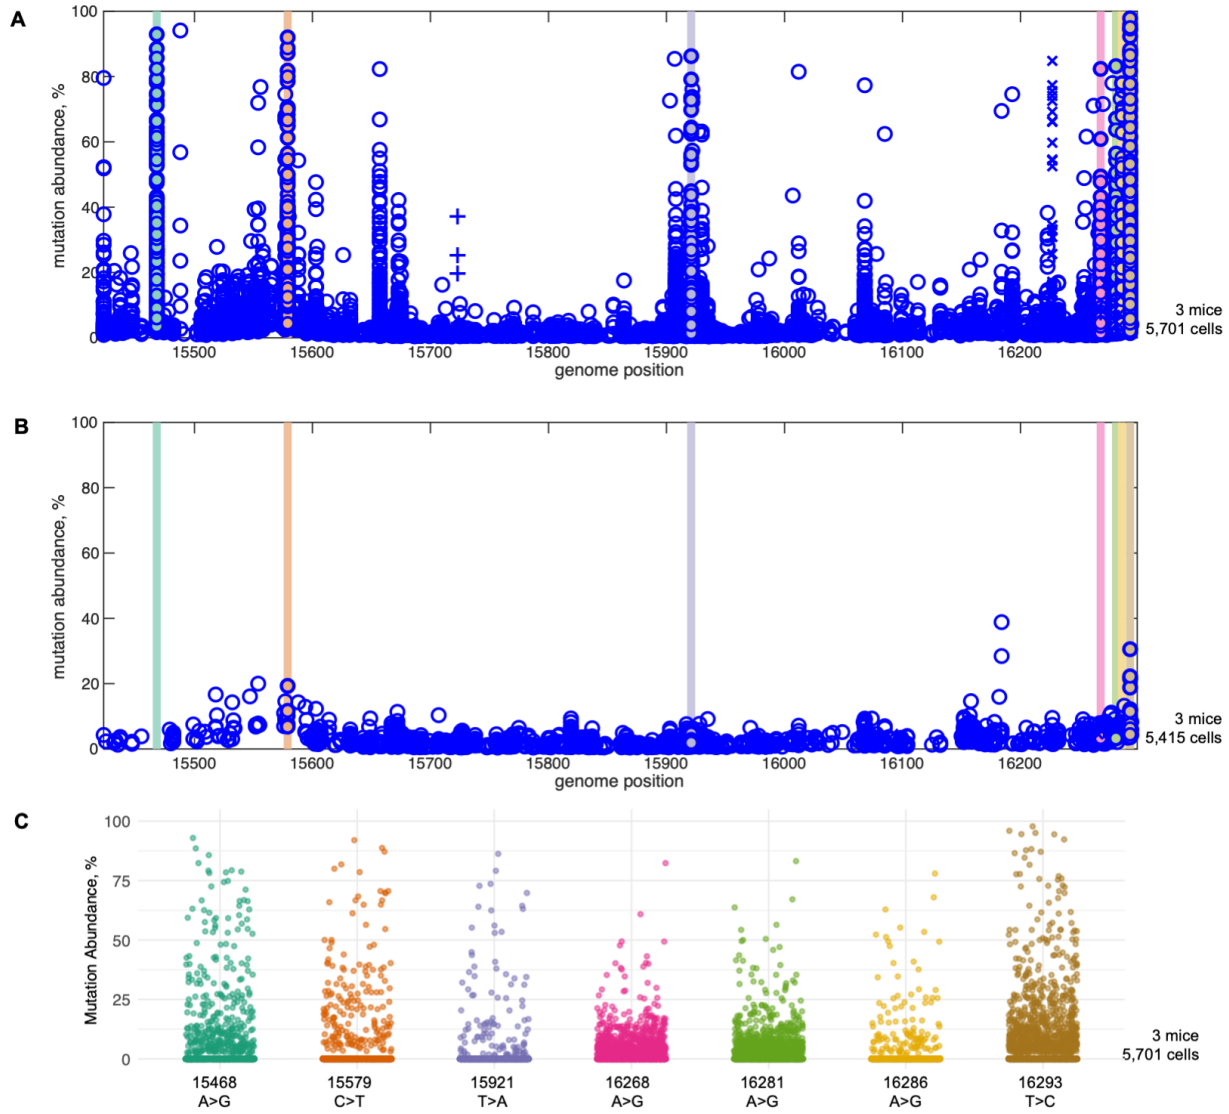 A
100
80
60
40
20
0
mutation abundance, %
15500 15600 15700 15800 15900 16000 16100 16200
genome position
3 mice
5,701 cells
B
100
80
60
40
20
0
mutation abundance, %
15500 15600 15700 15800 15900 16000 16100 16200
genome position
3 mice
5,415 cells
C
100
75
50
25
0
Mutation Abundance, %
15468 15579 15921 16268 16281 16286 16293
A>G C>T T>A A>G A>G A>G T>C
3 mice
5,701 cells